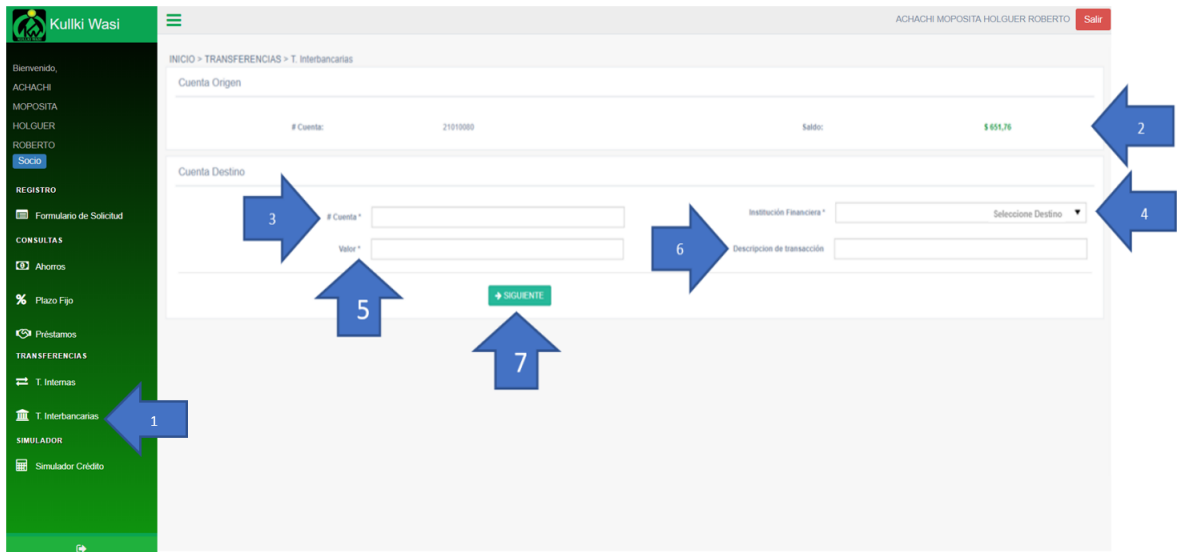 Kullki Wasi
ACHACHI MOPOSITA HOLGUER ROBERTO
Salir
Bienvenido,
ACHACHI
MOPOSITA
HOLGUER
ROBERTO
Socio
REGISTRO
Formulario de Solicitud
CONSULTAS
Ahorros
Plazo Fijo
Préstamos
TRANSFERENCIAS
T. Internas
T. Interbancarias
1
SIMULADOR
Simulador Crédito
INICIO > TRANSFERENCIAS > T. Interbancarias
Cuenta Origen
# Cuenta: 21010080 Saldo: $ 651,76
2
Cuenta Destino
3
# Cuenta *
Institución Financiera *
Seleccione Destino
4
Valor *
6
Descripcion de transacción
5
SIGUIENTE
7